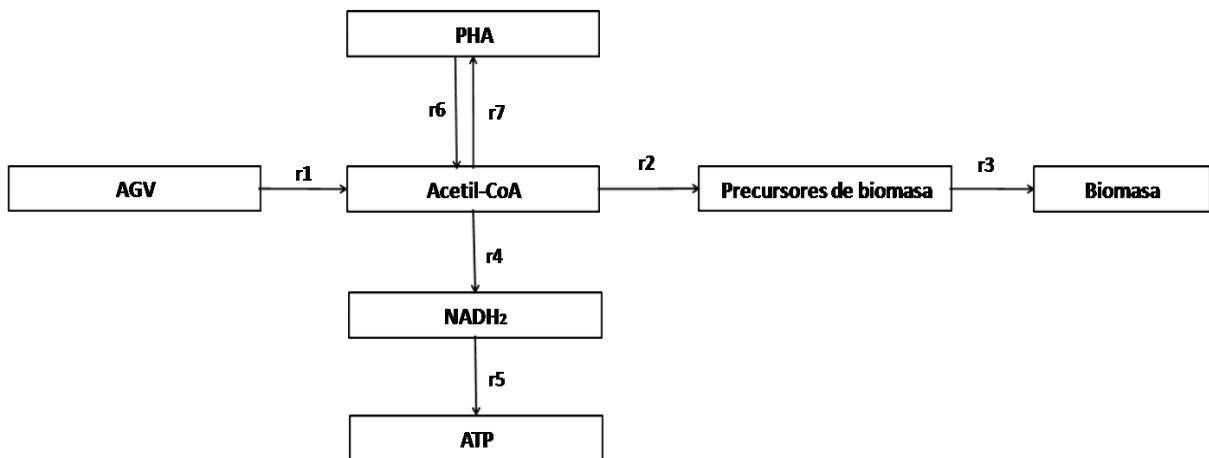 PHA
r6
r7
AGV
r1
Acetil-CoA
r2
Precursores de biomasa
r3
Biomasa
r4
NADH₂
r5
ATP